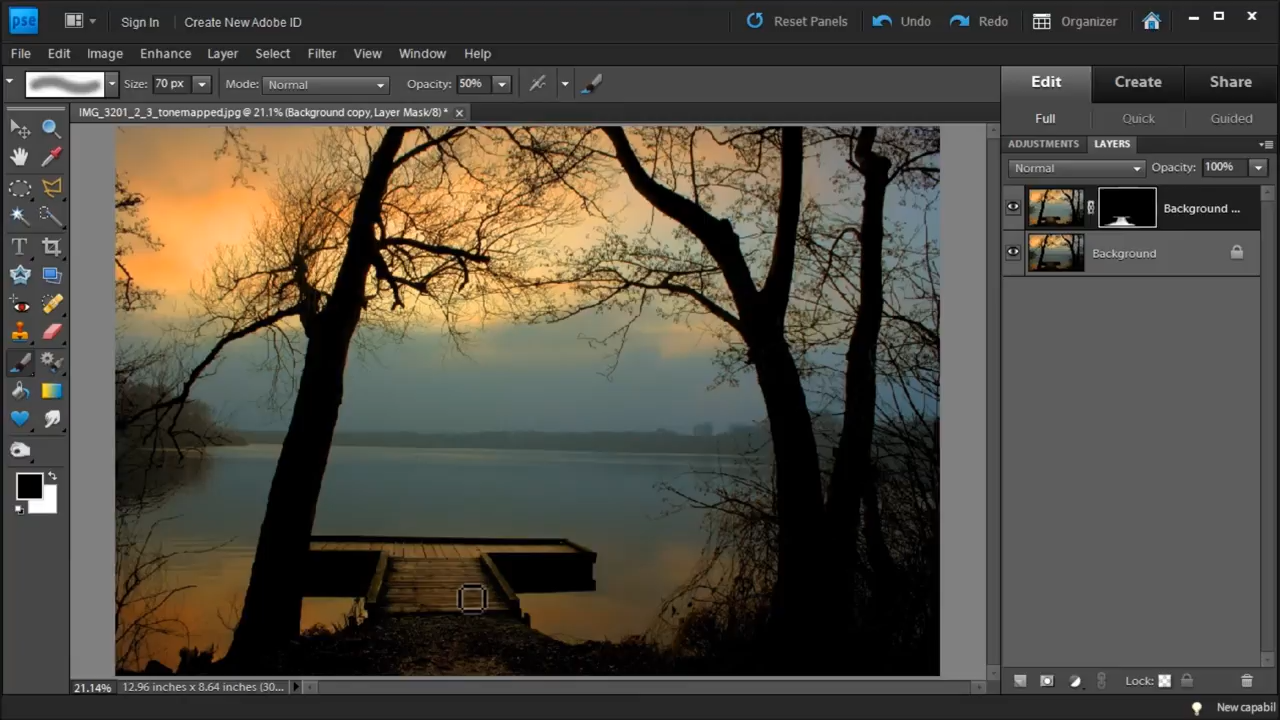 pse Sign In Create New Adobe ID Reset Panels Undo Redo Organizer
File Edit Image Enhance Layer Select Filter View Window Help
Size: 70 px Mode: Normal Opacity: 50%
Edit Create Share
IMG_3201_2_3_tonemapped.jpg @ 21.1% (Background copy, Layer Mask/8) *
Full Quick Guided
ADJUSTMENTS LAYERS
Normal Opacity: 100%
Background ...
Background
T
Lock:
21.14% 12.96 inches x 8.64 inches (30...
New capabil